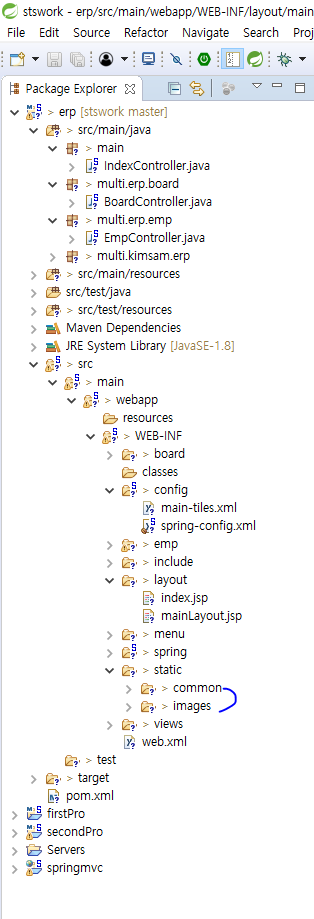 stswork - erp/src/main/webapp/WEB-INF/layout/main
File Edit Source Refactor Navigate Search Proj
Package Explorer
erp [stswork master]
> src/main/java
> main
> IndexController.java
> multi.erp.board
> BoardController.java
> multi.erp.emp
> EmpController.java
> multi.kimsam.erp
> src/main/resources
src/test/java
> src/test/resources
Maven Dependencies
JRE System Library [JavaSE-1.8]
> src
> main
> webapp
resources
> WEB-INF
> board
classes
> config
main-tiles.xml
spring-config.xml
> emp
> include
> layout
index.jsp
mainLayout.jsp
> menu
> spring
> static
> common
> images
> views
web.xml
> test
> target
pom.xml
firstPro
secondPro
Servers
springmvc